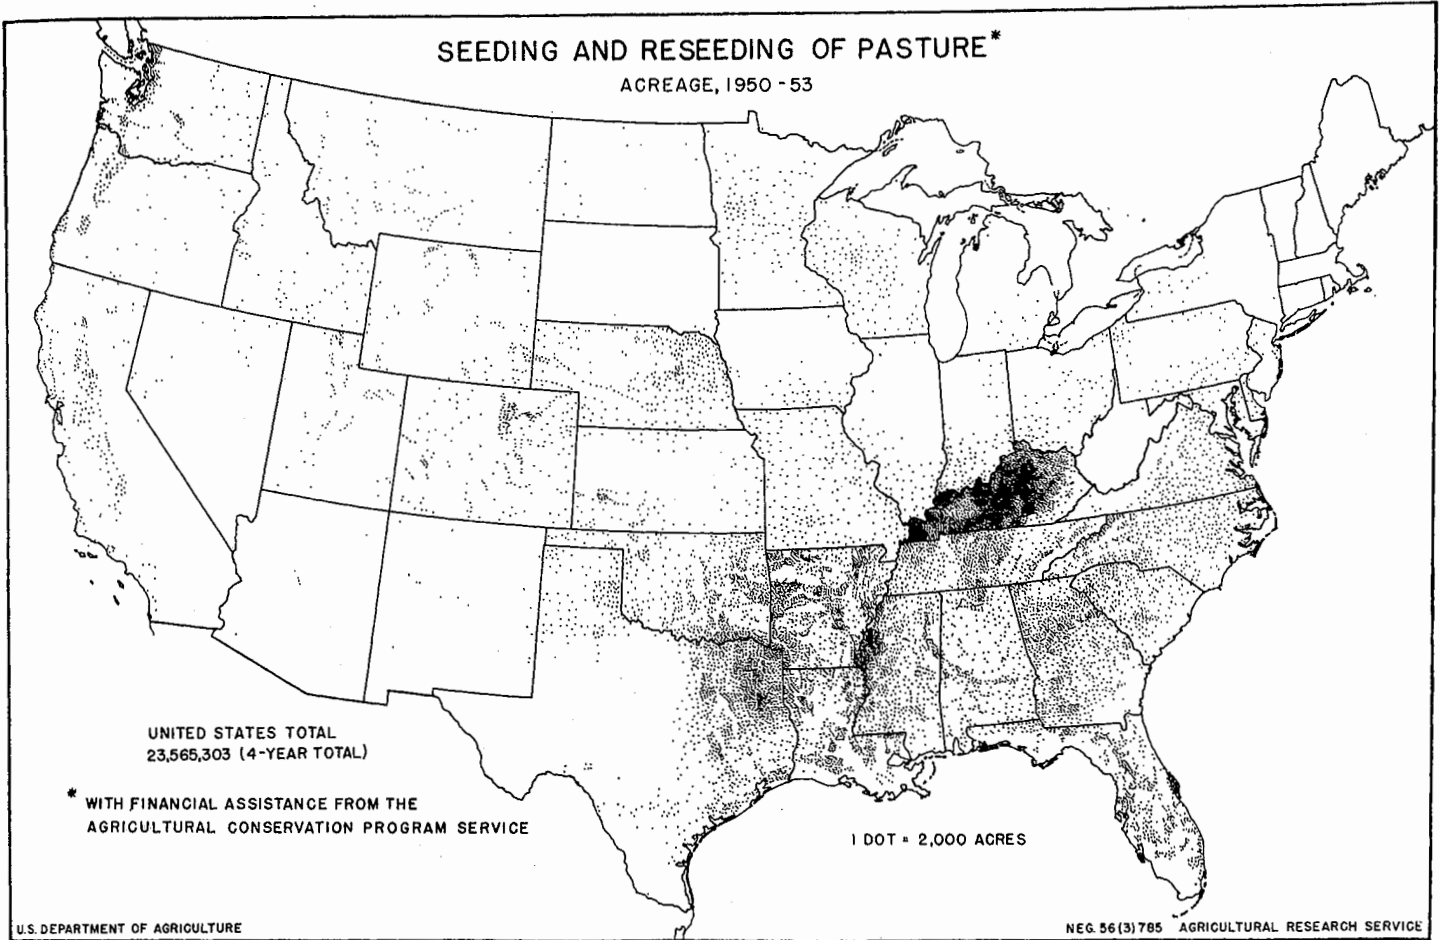 SEEDING AND RESEEDING OF PASTURE*
ACREAGE, 1950-53
UNITED STATES TOTAL
23,565,303 (4-YEAR TOTAL)
* WITH FINANCIAL ASSISTANCE FROM THE
AGRICULTURAL CONSERVATION PROGRAM SERVICE
1 DOT = 2,000 ACRES
U.S. DEPARTMENT OF AGRICULTURE
NEG. 56(3)785 AGRICULTURAL RESEARCH SERVICE